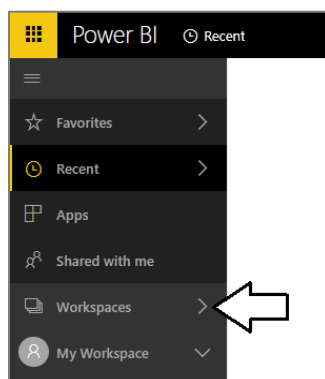 Power BI Recent
Favorites
Recent
Apps
Shared with me
Workspaces
My Workspace